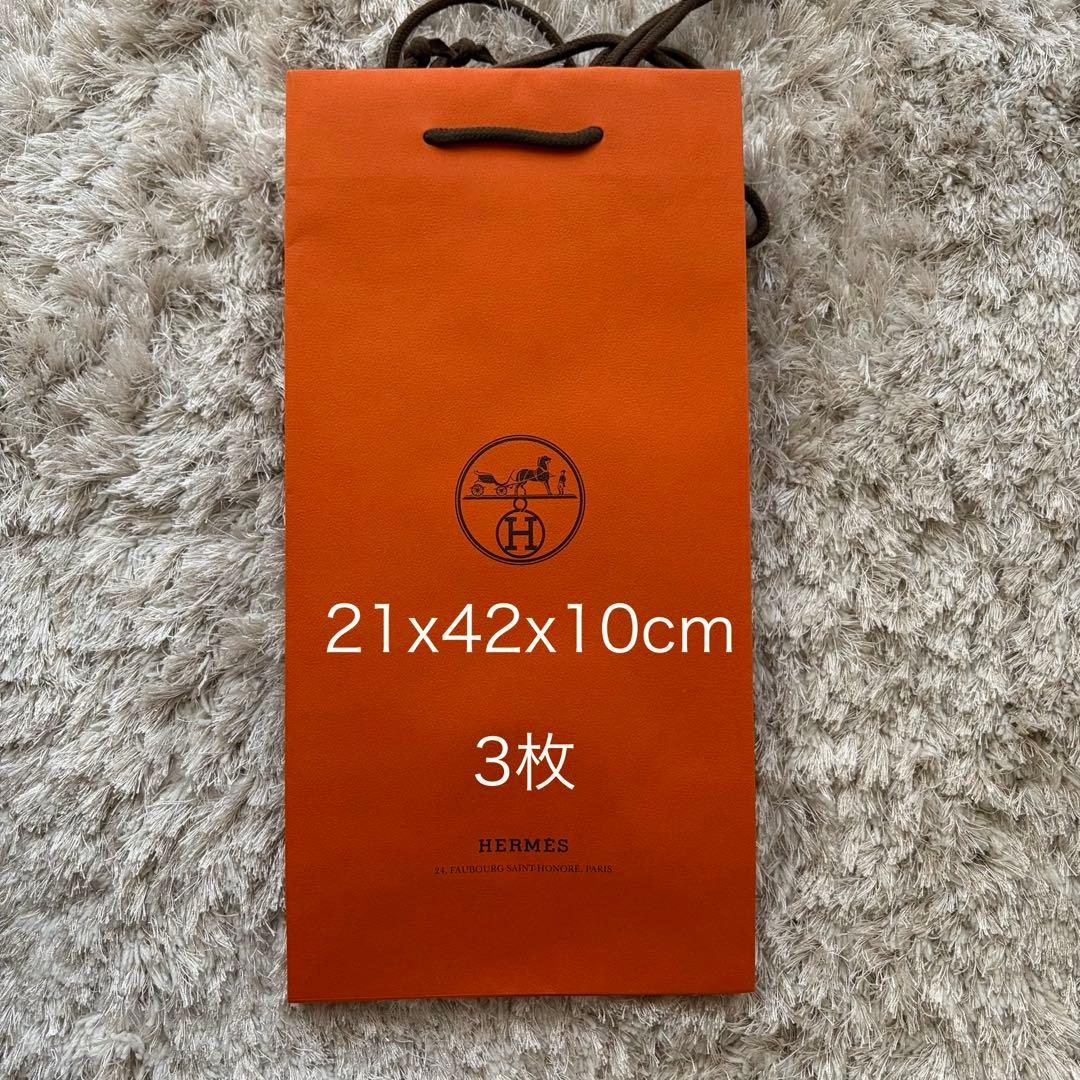 H
21x42x10cm
3枚
HERMÈS
24, FAUBOURG SAINT-HONORÉ, PARIS